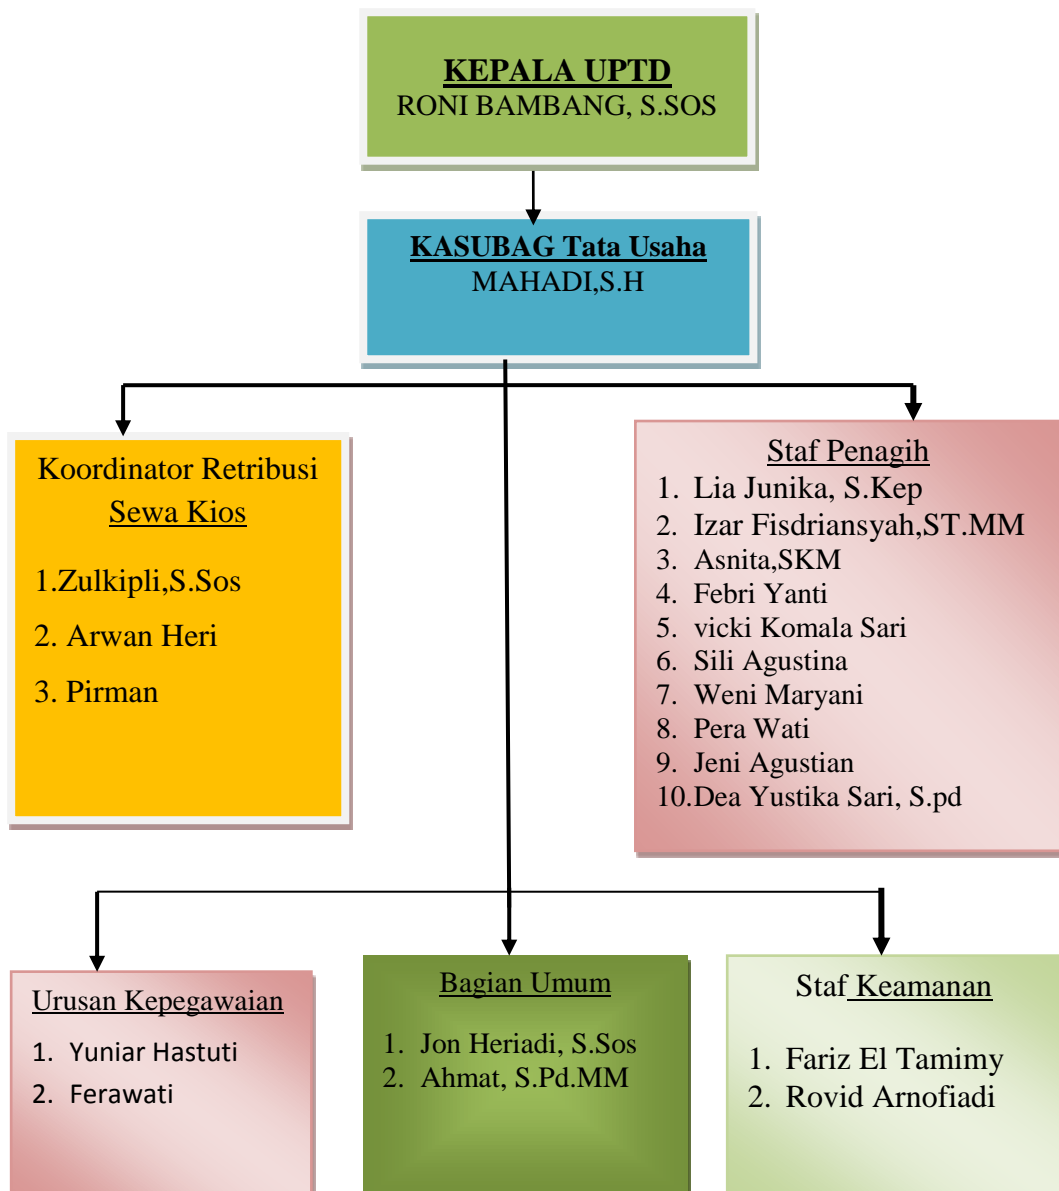 KEPALA UPTD
RONI BAMBANG, S.SOS
KASUBAG Tata Usaha
MAHADI,S.H
Koordinator Retribusi
Sewa Kios
1.Zulkipli,S.Sos
2. Arwan Heri
3. Pirman
Staf Penagih
1. Lia Junika, S.Kep
2. Izar Fisdriansyah,ST.MM
3. Asnita,SKM
4. Febri Yanti
5. vicki Komala Sari
6. Sili Agustina
7. Weni Maryani
8. Pera Wati
9. Jeni Agustian
10.Dea Yustika Sari, S.pd
Urusan Kepegawaian
1. Yuniar Hastuti
2. Ferawati
Bagian Umum
1. Jon Heriadi, S.Sos
2. Ahmat, S.Pd.MM
Staf Keamanan
1. Fariz El Tamimy
2. Rovid Arnofiadi